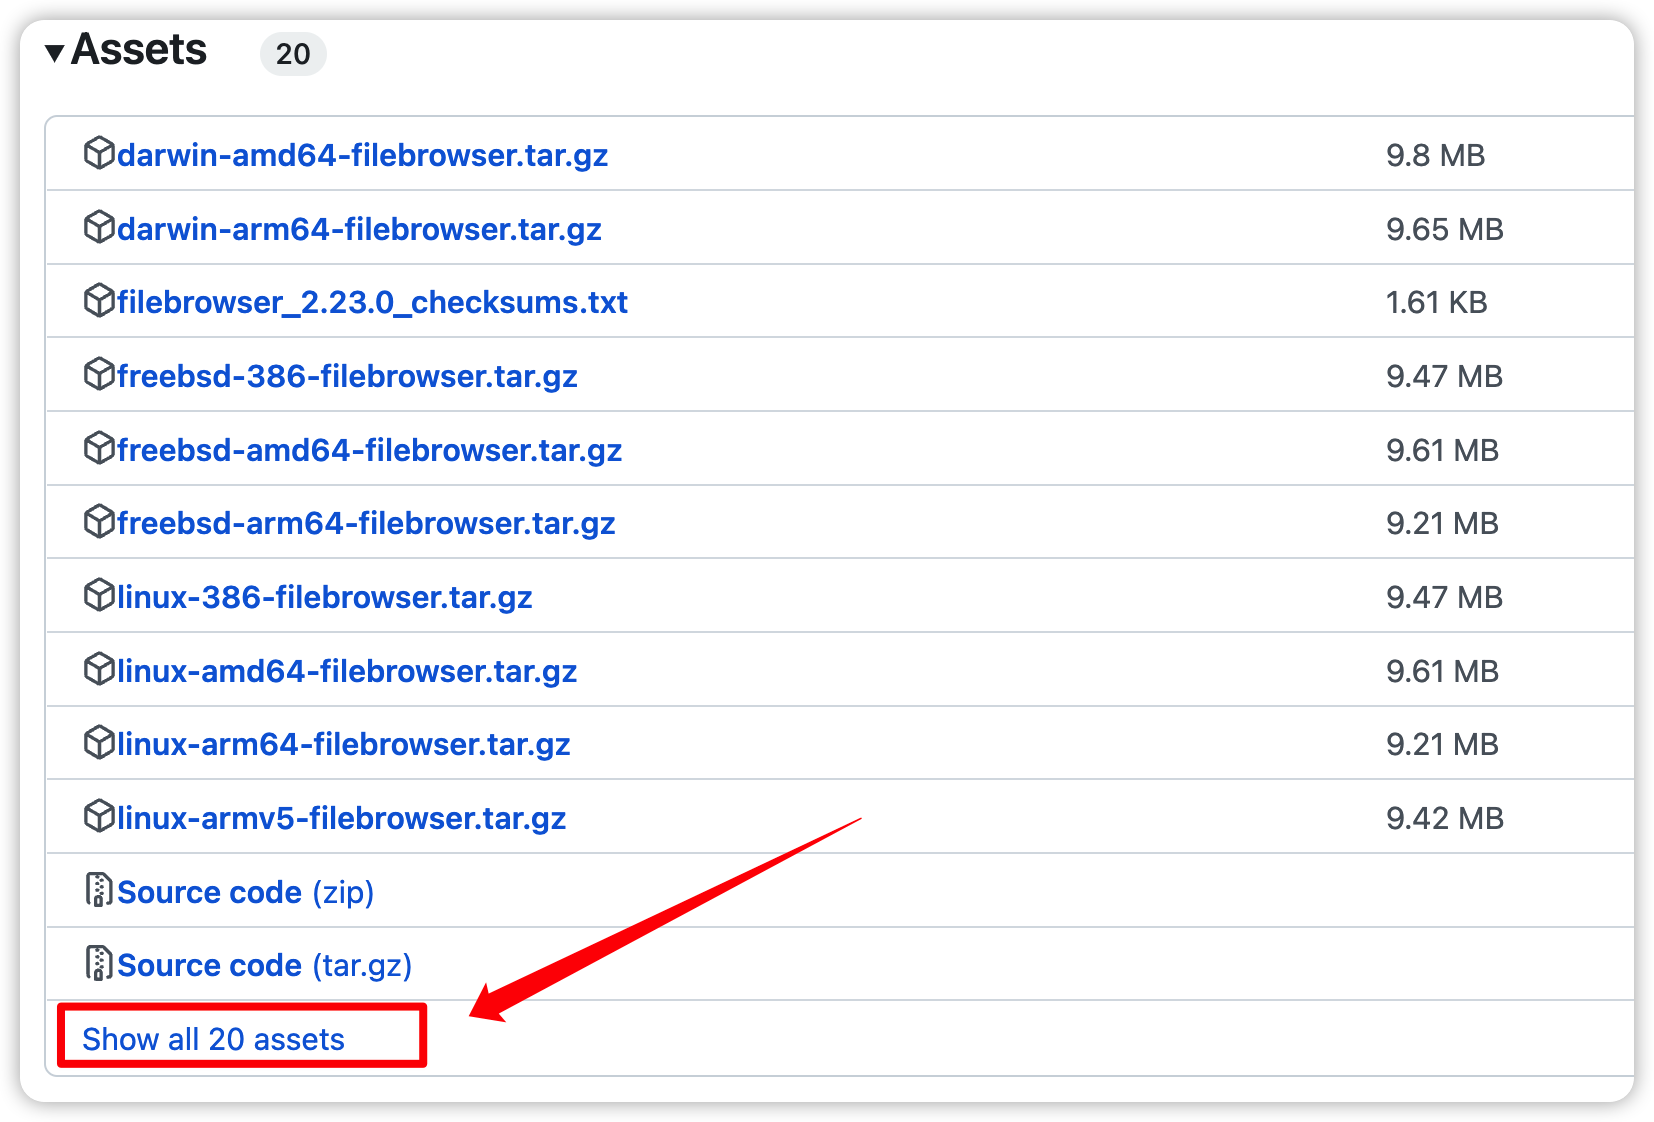 ▼Assets 20
darwin-amd64-filebrowser.tar.gz 9.8 MB
darwin-arm64-filebrowser.tar.gz 9.65 MB
filebrowser_2.23.0_checksums.txt 1.61 KB
freebsd-386-filebrowser.tar.gz 9.47 MB
freebsd-amd64-filebrowser.tar.gz 9.61 MB
freebsd-arm64-filebrowser.tar.gz 9.21 MB
linux-386-filebrowser.tar.gz 9.47 MB
linux-amd64-filebrowser.tar.gz 9.61 MB
linux-arm64-filebrowser.tar.gz 9.21 MB
linux-armv5-filebrowser.tar.gz 9.42 MB
Source code (zip)
Source code (tar.gz)
Show all 20 assets